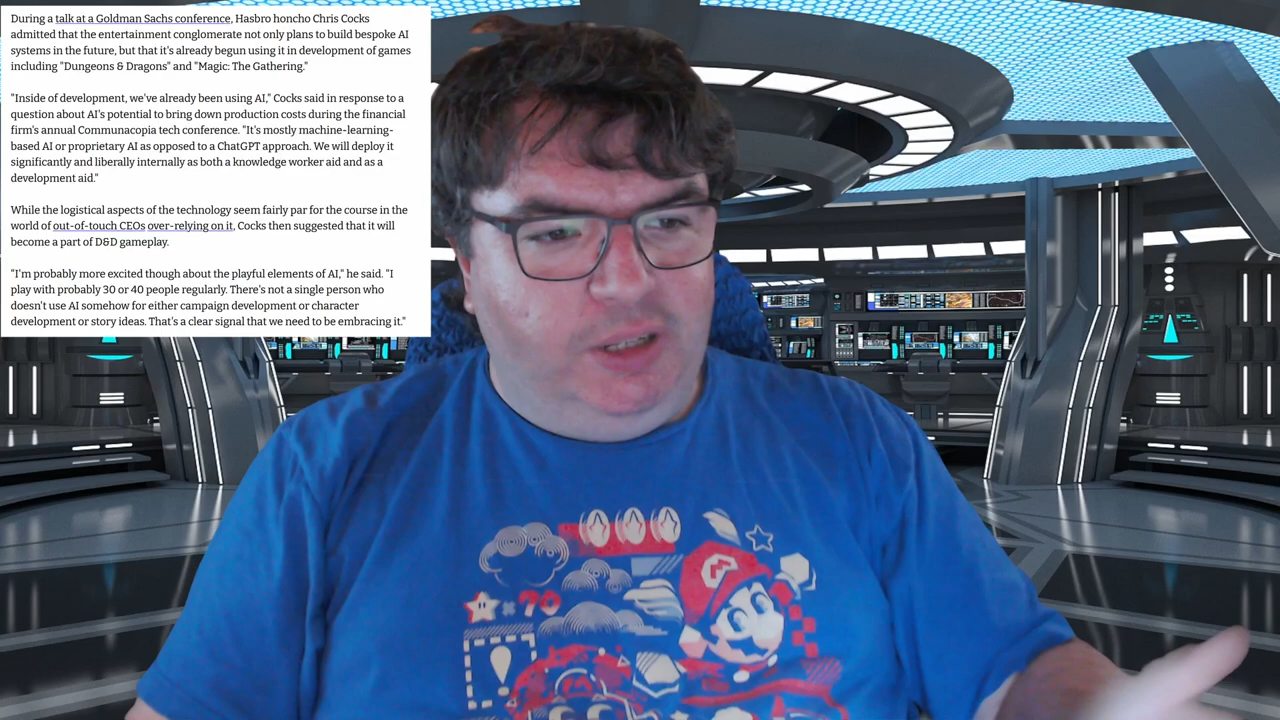 During a talk at a Goldman Sachs conference, Hasbro honcho Chris Cocks
admitted that the entertainment conglomerate not only plans to build bespoke AI
systems in the future, but that it's already begun using it in development of games
including "Dungeons & Dragons" and "Magic: The Gathering."
"Inside of development, we've already been using AI," Cocks said in response to a
question about AI's potential to bring down production costs during the financial
firm's annual Communacopia tech conference. "It's mostly machine-learning-
based AI or proprietary AI as opposed to a ChatGPT approach. We will deploy it
significantly and liberally internally as both a knowledge worker aid and as a
development aid."
While the logistical aspects of the technology seem fairly par for the course in the
world of out-of-touch CEOs over-relying on it, Cocks then suggested that it will
become a part of D&D gameplay.
"I'm probably more excited though about the playful elements of AI," he said. "I
play with probably 30 or 40 people regularly. There's not a single person who
doesn't use AI somehow for either campaign development or character
development or story ideas. That's a clear signal that we need to be embracing it."
M
x 70
!
M